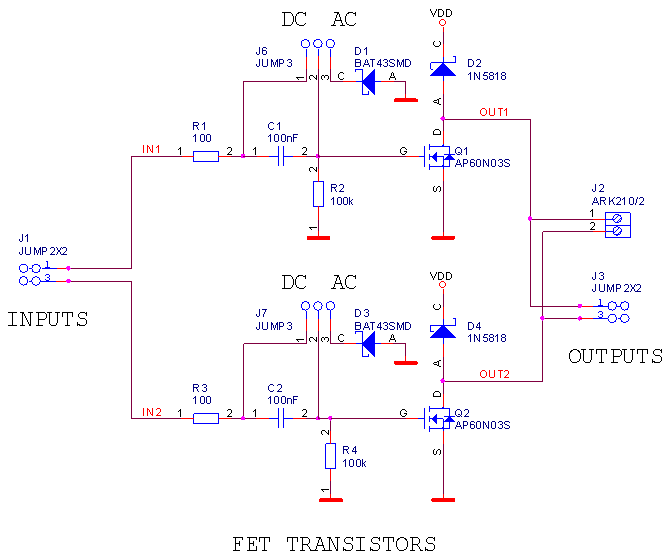 DC AC
VDD
J6
JUMP3
D1
BAT43SMD
C
D2
1N5818
1
2
3
C
A
A
OUT1
R1
100
C1
100nF
D
IN1
1
2
1
2
G
Q1
AP60N03S
2
R2
100k
S
1
J2
ARK210/2
1
2
J1
JUMP2X2
1
3
INPUTS
DC AC
VDD
J3
JUMP2X2
1
3
OUTPUTS
J7
JUMP3
D3
BAT43SMD
C
D4
1N5818
1
2
3
C
A
A
OUT2
R3
100
C2
100nF
D
IN2
1
2
1
2
G
Q2
AP60N03S
2
R4
100k
S
1
FET TRANSISTORS